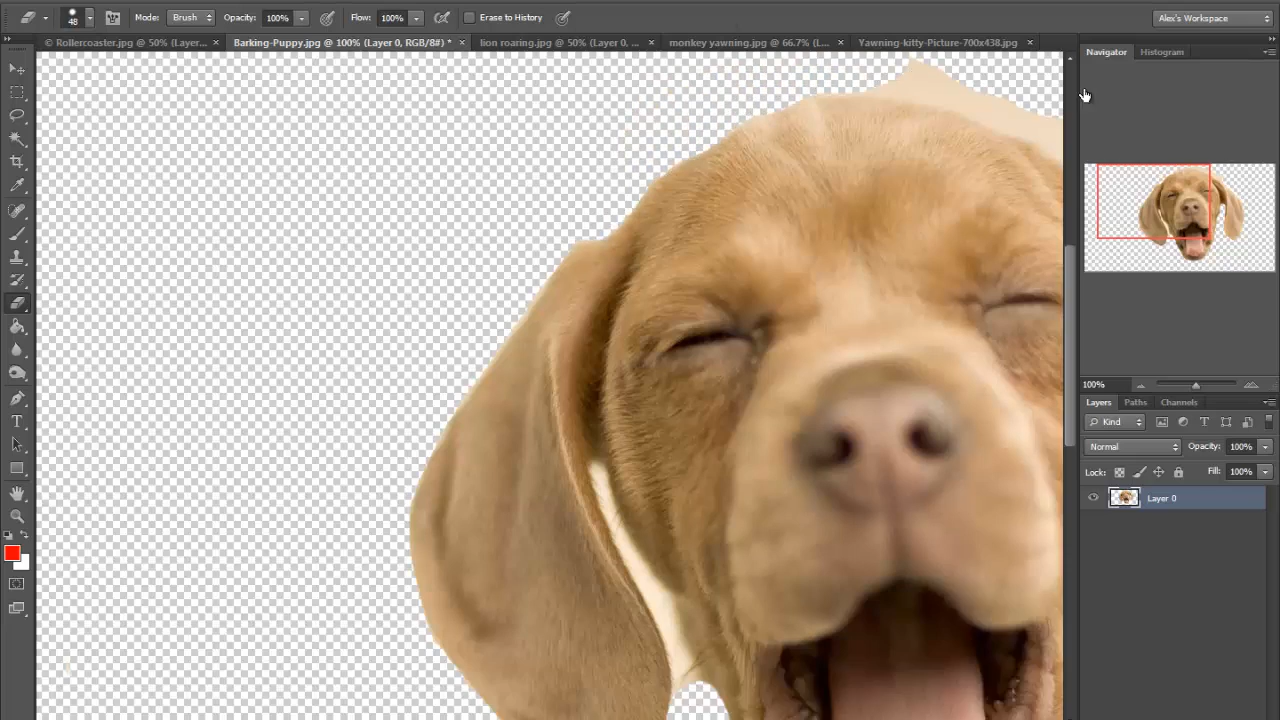 48 Mode: Brush Opacity: 100% Flow: 100% Erase to History Alex's Workspace
© Rollercoaster.jpg @ 50% (Layer... × Barking-Puppy.jpg @ 100% (Layer 0, RGB/8#) * × lion roaring.jpg @ 50% (Layer 0, ... × monkey yawning.jpg @ 66.7% (L... × Yawning-kitty-Picture-700x438.jpg ×
Navigator Histogram
100%
Layers Paths Channels
Kind
Normal Opacity: 100%
Lock: Fill: 100%
Layer 0